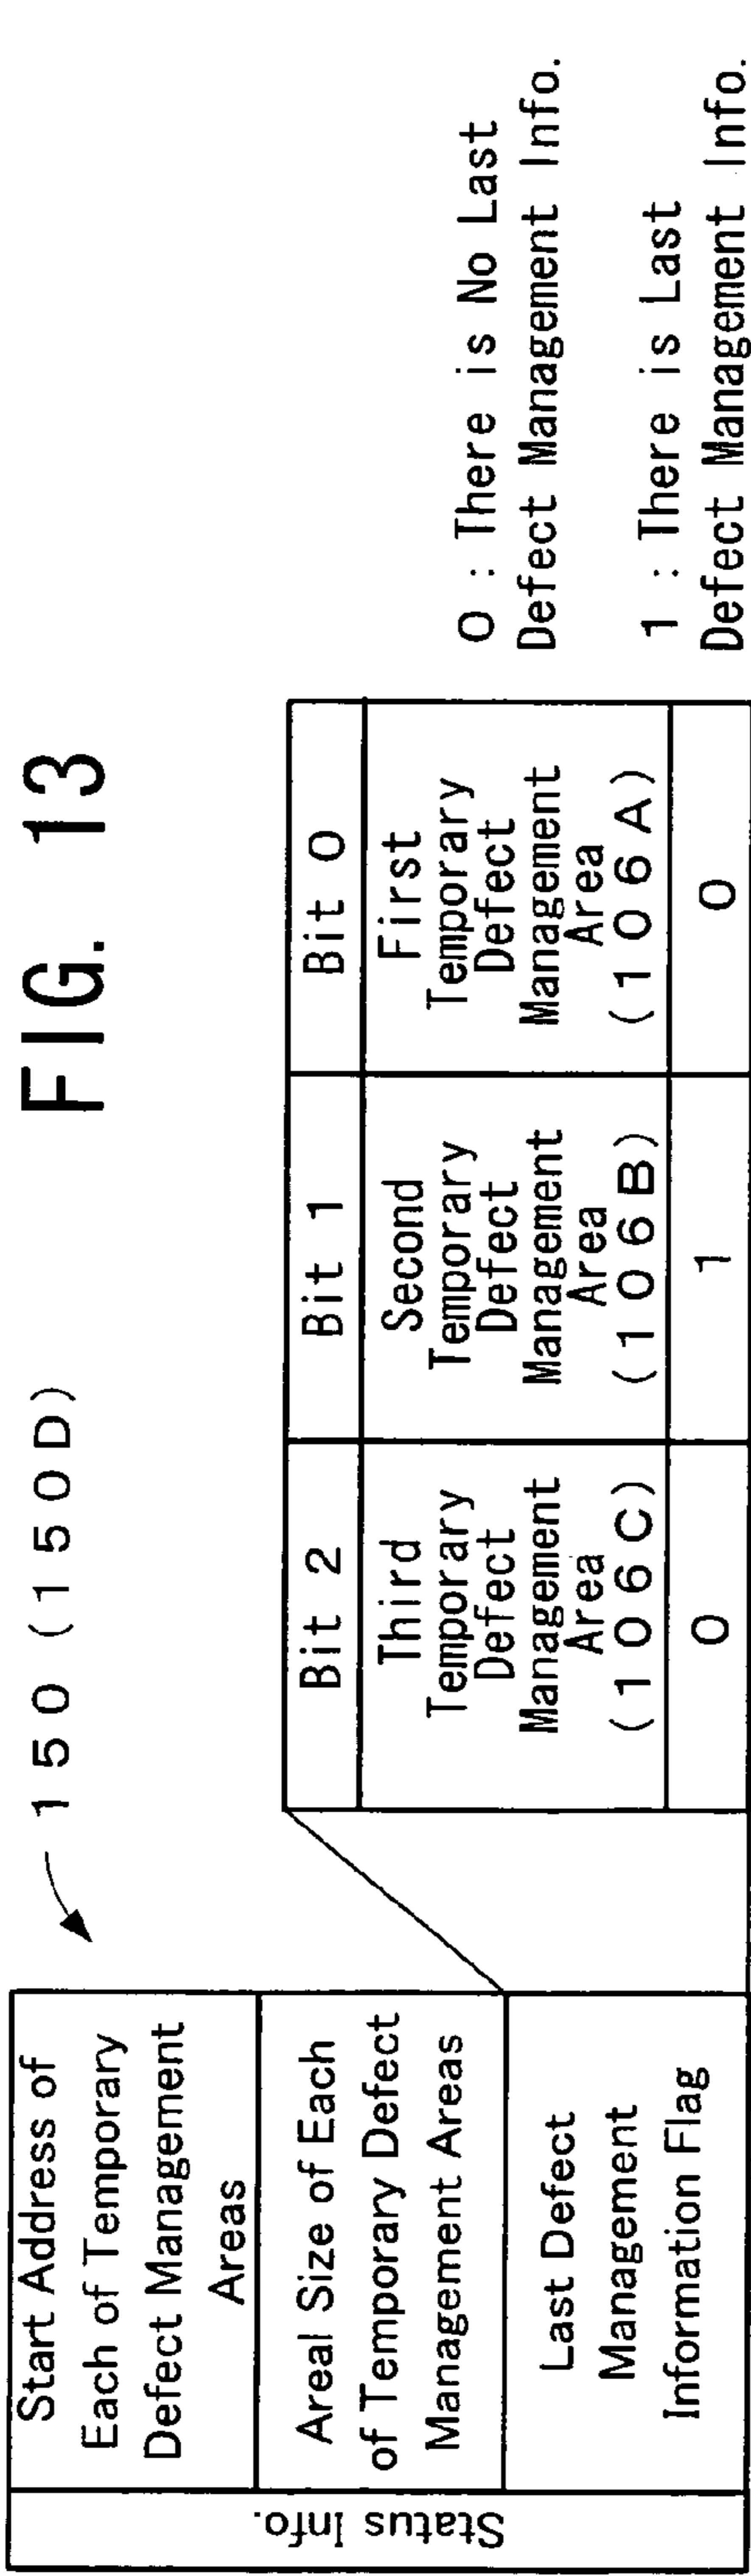 FIG. 13
150 (150D)
Status Info.
Start Address of
Each of Temporary
Defect Management
Areas
Areal Size of Each
of Temporary Defect
Management Areas
Last Defect
Management
Information Flag
Bit 2
Bit 1
Bit 0
Third
Temporary
Defect
Management
Area
(106C)
Second
Temporary
Defect
Management
Area
(106B)
First
Temporary
Defect
Management
Area
(106A)
0
1
0
0 : There is No Last
Defect Management Info.
1 : There is Last
Defect Management Info.